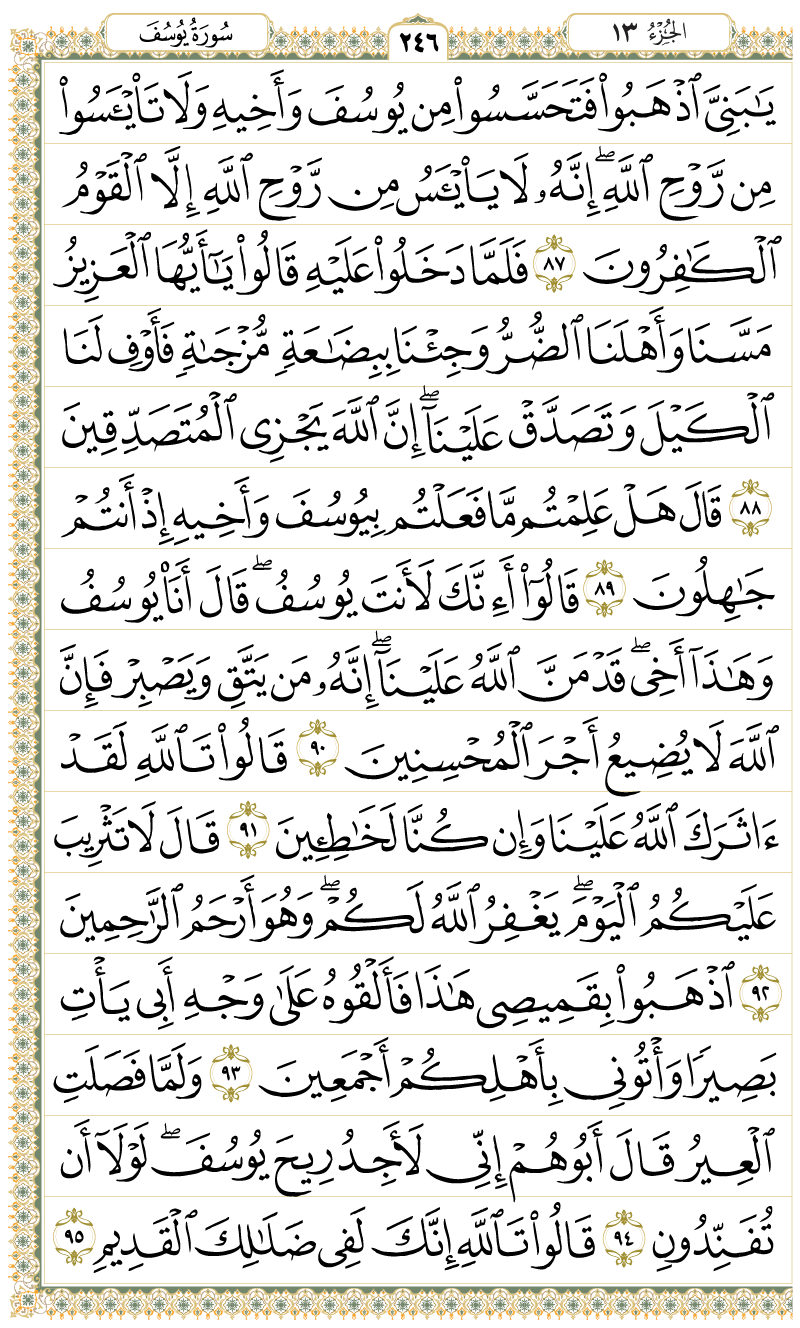 الجُزْءُ ١٣
٢٤٦
سُورَةُ يُوسُفَ
يَٰبَنِيَّ ٱذۡهَبُواْ فَتَحَسَّسُواْ مِن يُوسُفَ وَأَخِيهِ وَلَا تَاْيۡـَٔسُواْ
مِن رَّوۡحِ ٱللَّهِۖ إِنَّهُۥ لَا يَاْيۡـَٔسُ مِن رَّوۡحِ ٱللَّهِ إِلَّا ٱلۡقَوۡمُ
ٱلۡكَٰفِرُونَ ٨٧ فَلَمَّا دَخَلُواْ عَلَيۡهِ قَالُواْ يَٰٓأَيُّهَا ٱلۡعَزِيزُ
مَسَّنَا وَأَهۡلَنَا ٱلضُّرُّ وَجِئۡنَا بِبِضَٰعَةٖ مُّزۡجَىٰةٖ فَأَوۡفِ لَنَا
ٱلۡكَيۡلَ وَتَصَدَّقۡ عَلَيۡنَآۖ إِنَّ ٱللَّهَ يَجۡزِي ٱلۡمُتَصَدِّقِينَ
٨٨ قَالَ هَلۡ عَلِمۡتُم مَّا فَعَلۡتُم بِيُوسُفَ وَأَخِيهِ إِذۡ أَنتُمۡ
جَٰهِلُونَ ٨٩ قَالُوٓاْ أَءِنَّكَ لَأَنتَ يُوسُفُۖ قَالَ أَنَا۠ يُوسُفُ
وَهَٰذَآ أَخِيۖ قَدۡ مَنَّ ٱللَّهُ عَلَيۡنَآۖ إِنَّهُۥ مَن يَتَّقِ وَيَصۡبِرۡ فَإِنَّ
ٱللَّهَ لَا يُضِيعُ أَجۡرَ ٱلۡمُحۡسِنِينَ ٩٠ قَالُواْ تَٱللَّهِ لَقَدۡ
ءَاثَرَكَ ٱللَّهُ عَلَيۡنَا وَإِن كُنَّا لَخَٰطِـِٔينَ ٩١ قَالَ لَا تَثۡرِيبَ
عَلَيۡكُمُ ٱلۡيَوۡمَۖ يَغۡفِرُ ٱللَّهُ لَكُمۡۖ وَهُوَ أَرۡحَمُ ٱلرَّٰحِمِينَ
٩٢ ٱذۡهَبُواْ بِقَمِيصِي هَٰذَا فَأَلۡقُوهُ عَلَىٰ وَجۡهِ أَبِي يَأۡتِ
بَصِيرٗا وَأۡتُونِي بِأَهۡلِكُمۡ أَجۡمَعِينَ ٩٣ وَلَمَّا فَصَلَتِ
ٱلۡعِيرُ قَالَ أَبُوهُمۡ إِنِّي لَأَجِدُ رِيحَ يُوسُفَۖ لَوۡلَآ أَن
تُفَنِّدُونِ ٩٤ قَالُواْ تَٱللَّهِ إِنَّكَ لَفِي ضَلَٰلِكَ ٱلۡقَدِيمِ ٩٥